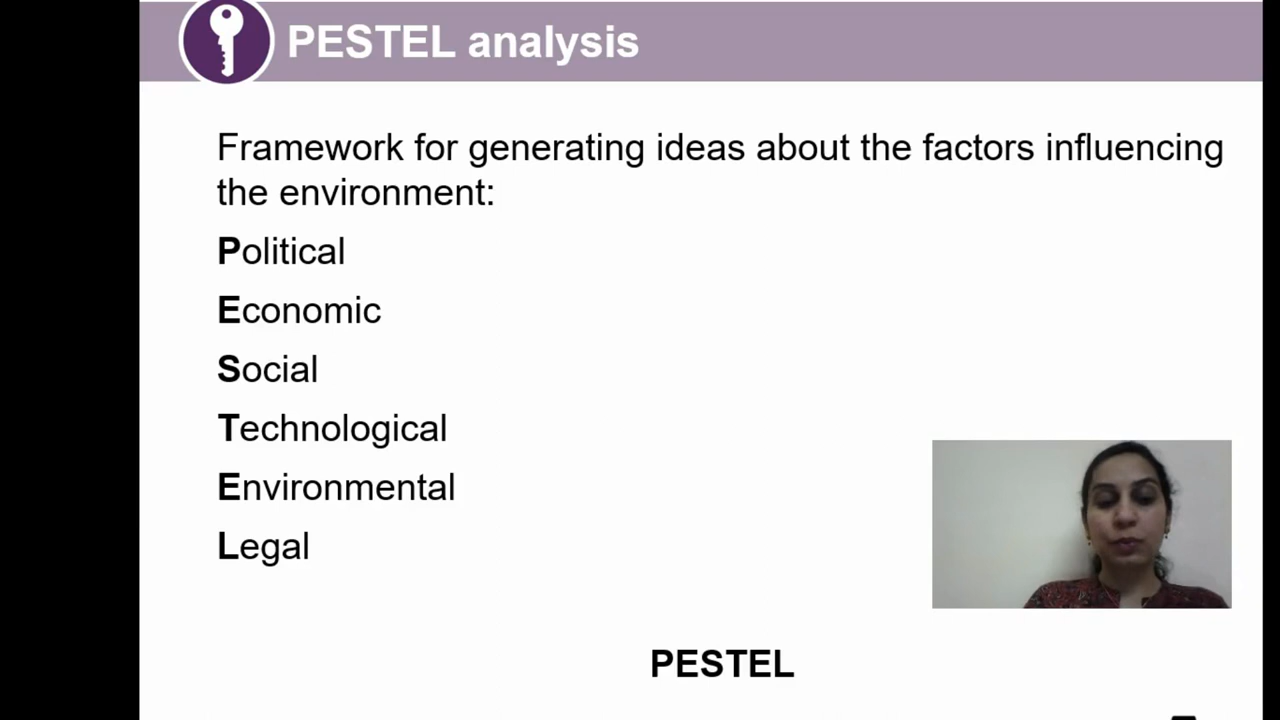 PESTEL analysis
Framework for generating ideas about the factors influencing
the environment:
Political
Economic
Social
Technological
Environmental
Legal
PESTEL